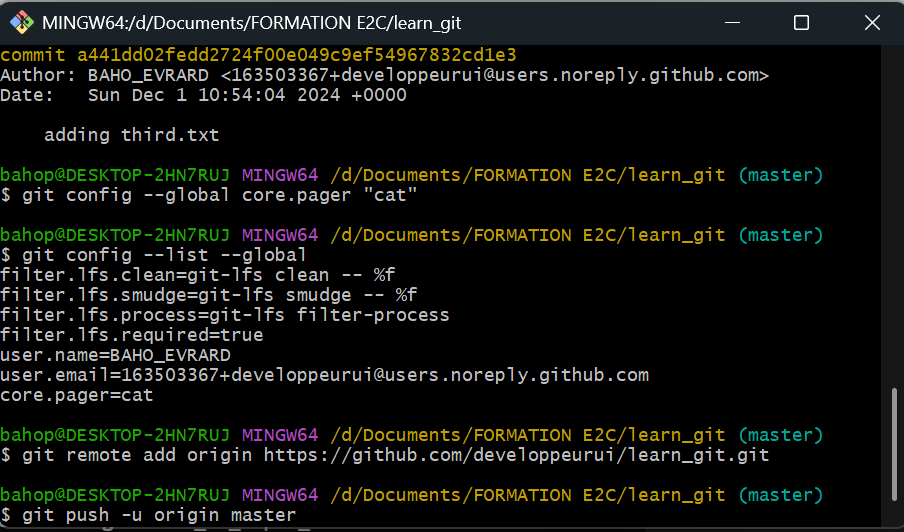 MINGW64:/d/Documents/FORMATION E2C/learn_git
commit a441dd02fedd2724f00e049c9ef54967832cd1e3
Author: BAHO_EVRARD <163503367+developpeurui@users.noreply.github.com>
Date:   Sun Dec 1 10:54:04 2024 +0000
    adding third.txt
bahop@DESKTOP-2HN7RUJ MINGW64 /d/Documents/FORMATION E2C/learn_git (master)
$ git config --global core.pager "cat"
bahop@DESKTOP-2HN7RUJ MINGW64 /d/Documents/FORMATION E2C/learn_git (master)
$ git config --list --global
filter.lfs.clean=git-lfs clean -- %f
filter.lfs.smudge=git-lfs smudge -- %f
filter.lfs.process=git-lfs filter-process
filter.lfs.required=true
user.name=BAHO_EVRARD
user.email=163503367+developpeurui@users.noreply.github.com
core.pager=cat
bahop@DESKTOP-2HN7RUJ MINGW64 /d/Documents/FORMATION E2C/learn_git (master)
$ git remote add origin https://github.com/developpeurui/learn_git.git
bahop@DESKTOP-2HN7RUJ MINGW64 /d/Documents/FORMATION E2C/learn_git (master)
$ git push -u origin master